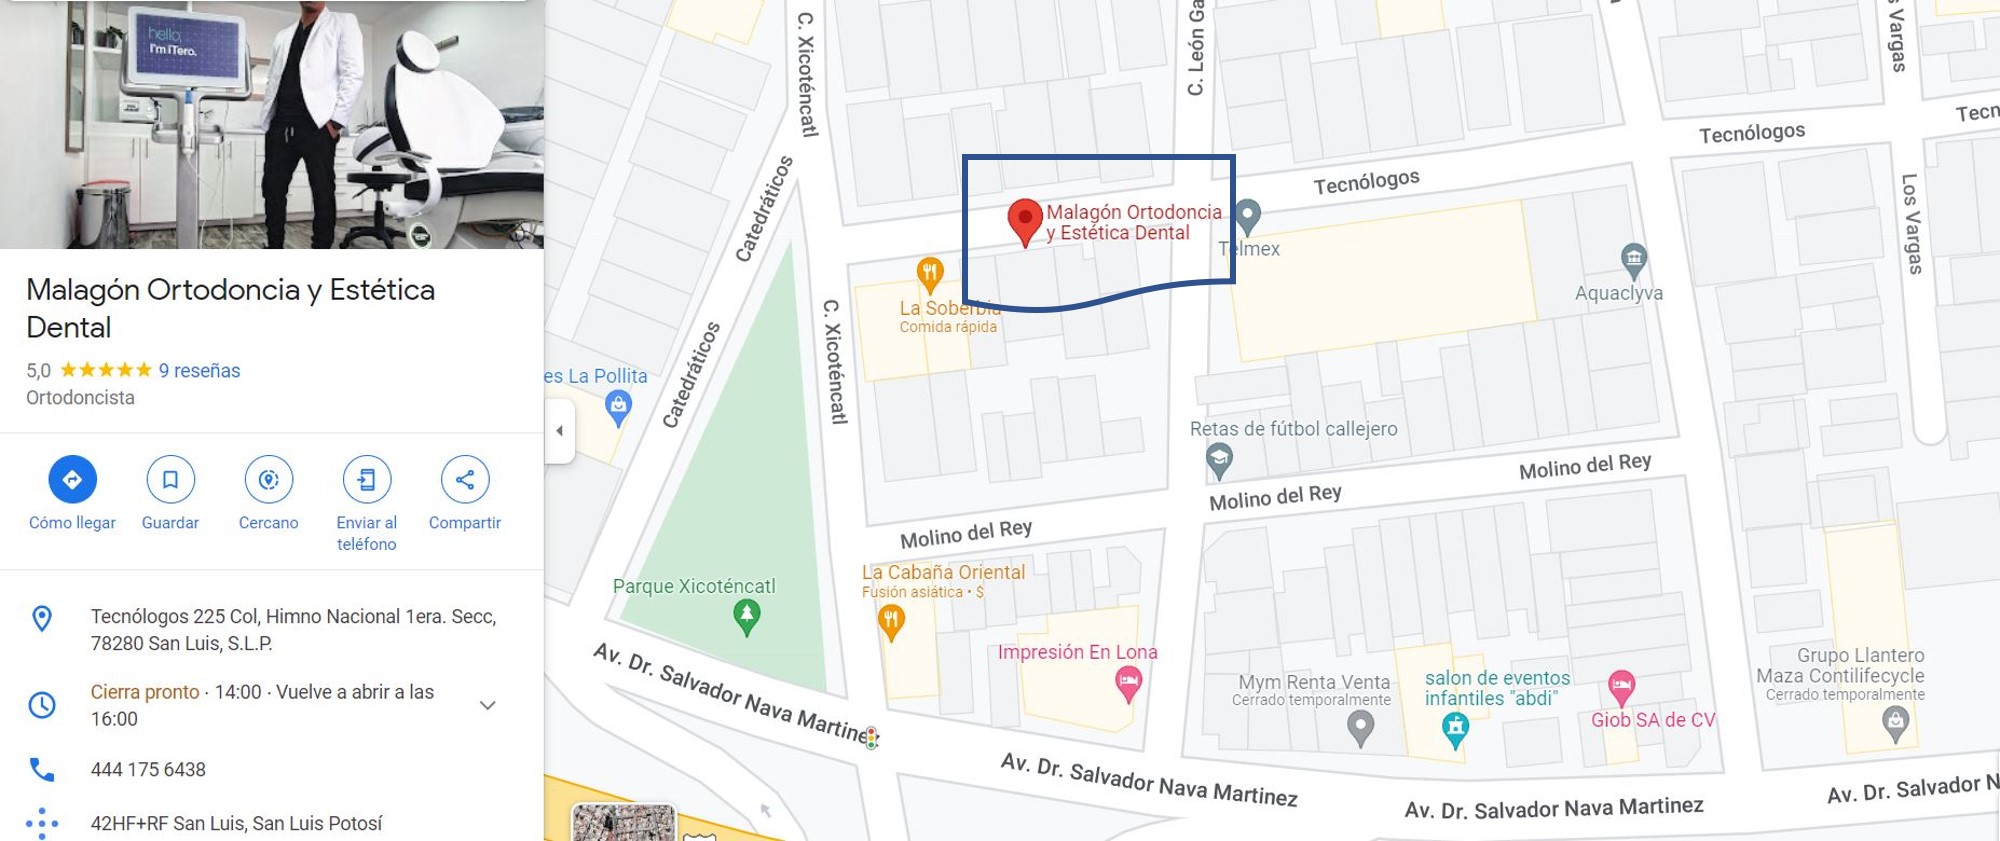 hello,
I'm iTero.
Malagón Ortodoncia y Estética
Dental
5,0
9 reseñas
Ortodoncista
Cómo llegar
Guardar
Cercano
Enviar al
teléfono
Compartir
Tecnólogos 225 Col, Himno Nacional 1era. Secc,
78280 San Luis, S.L.P.
Cierra pronto · 14:00 · Vuelve a abrir a las
16:00
444 175 6438
42HF+RF San Luis, San Luis Potosí
C. Xicoténcatl
C. León Ga
s Vargas
Tecn
Tecnólogos
Tecnólogos
Catedráticos
Los Vargas
Malagón Ortodoncia
y Estética Dental
Telmex
La Soberbia
Comida rápida
Aquaclyva
C. Xicoténcatl
Catedráticos
es La Pollita
Retas de fútbol callejero
Molino del Rey
Molino del Rey
Molino del Rey
Parque Xicoténcatl
La Cabaña Oriental
Fusión asiática • $
Impresión En Lona
Av. Dr. Salvador Nava Martinez
Mym Renta Venta
Cerrado temporalmente
salon de eventos
infantiles "abdi"
Giob SA de CV
Grupo Llantero
Maza Contilifecycle
Cerrado temporalmente
Av. Dr. Salvador Nava Martinez
Av. Dr. Salvador Nava Martinez
Av. Dr. Salvador N